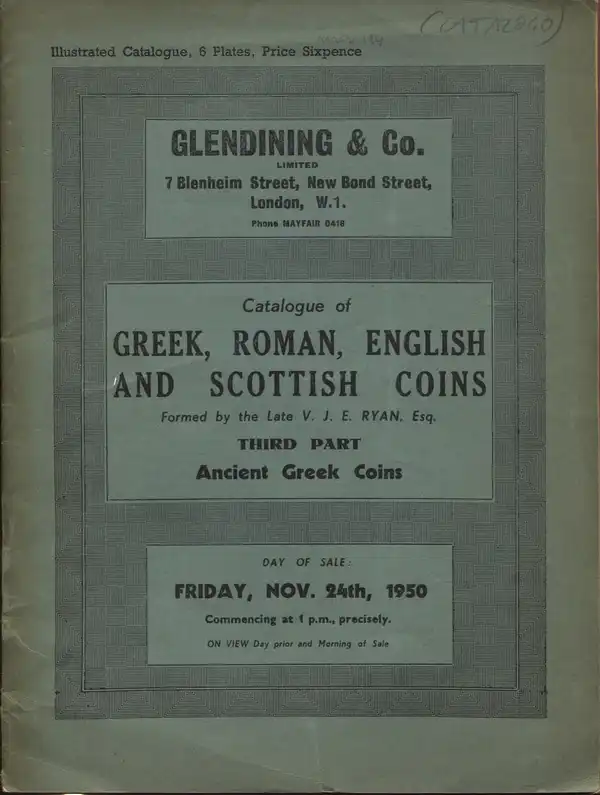 (CATALOGO)
Illustrated Catalogue, 6 Plates, Price Sixpence
GLENDINING & Co.
LIMITED
7 Blenheim Street, New Bond Street,
London, W.1.
Phone MAYFAIR 0418
Catalogue of
GREEK, ROMAN, ENGLISH
AND SCOTTISH COINS
Formed by the Late V. J. E. RYAN, Esq.
THIRD PART
Ancient Greek Coins
DAY OF SALE:
FRIDAY, NOV. 24th, 1950
Commencing at 1 p.m., precisely.
ON VIEW Day prior and Morning of Sale